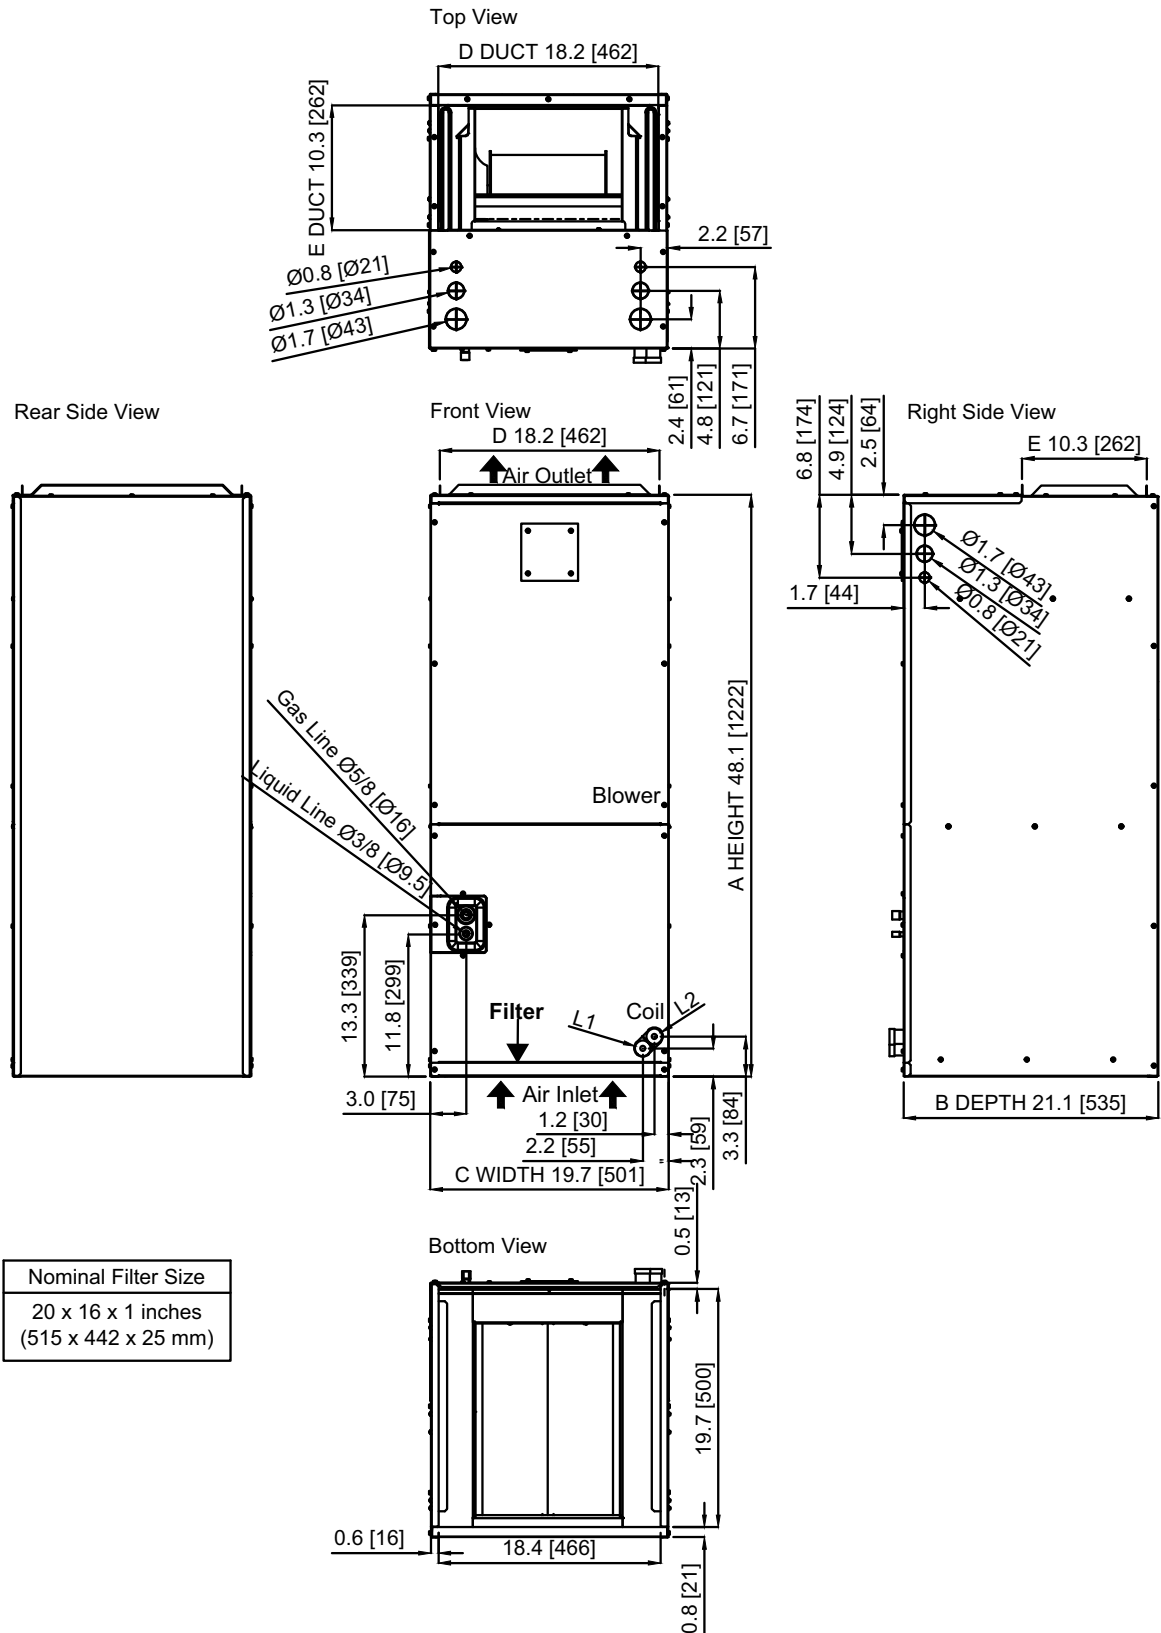 Top View
D DUCT 18.2 [462]
E DUCT 10.3 [262]
2.2 [57]
Ø0.8 [Ø21]
Ø1.3 [Ø34]
Ø1.7 [Ø43]
2.4 [61]
4.8 [121]
6.7 [171]
Rear Side View
Front View
D 18.2 [462]
Air Outlet
Gas Line Ø5/8 [Ø16]
Liquid Line Ø3/8 [Ø9.5]
Blower
A HEIGHT 48.1 [1222]
13.3 [339]
11.8 [299]
Filter
Coil
L1
L2
3.0 [75]
Air Inlet
1.2 [30]
2.2 [55]
C WIDTH 19.7 [501]
2.3 [59]
3.3 [84]
Right Side View
6.8 [174]
4.9 [124]
2.5 [64]
E 10.3 [262]
1.7 [44]
Ø1.7 [Ø43]
Ø1.3 [Ø34]
Ø0.8 [Ø21]
B DEPTH 21.1 [535]
Bottom View
0.5 [13]
19.7 [500]
0.6 [16]
18.4 [466]
0.8 [21]
Nominal Filter Size
20 x 16 x 1 inches
(515 x 442 x 25 mm)